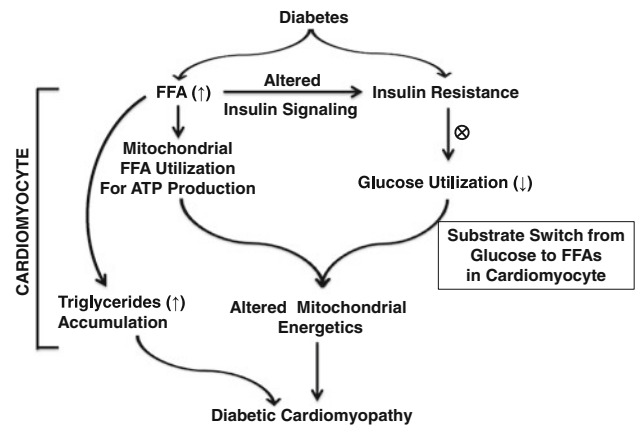 Diabetes
FFA (↑)
Altered
Insulin Signaling
Insulin Resistance
⊗
Mitochondrial
FFA Utilization
For ATP Production
Glucose Utilization (↓)
CARDIOMYOCYTE
Substrate Switch from
Glucose to FFAs
in Cardiomyocyte
Triglycerides (↑)
Accumulation
Altered Mitochondrial
Energetics
Diabetic Cardiomyopathy